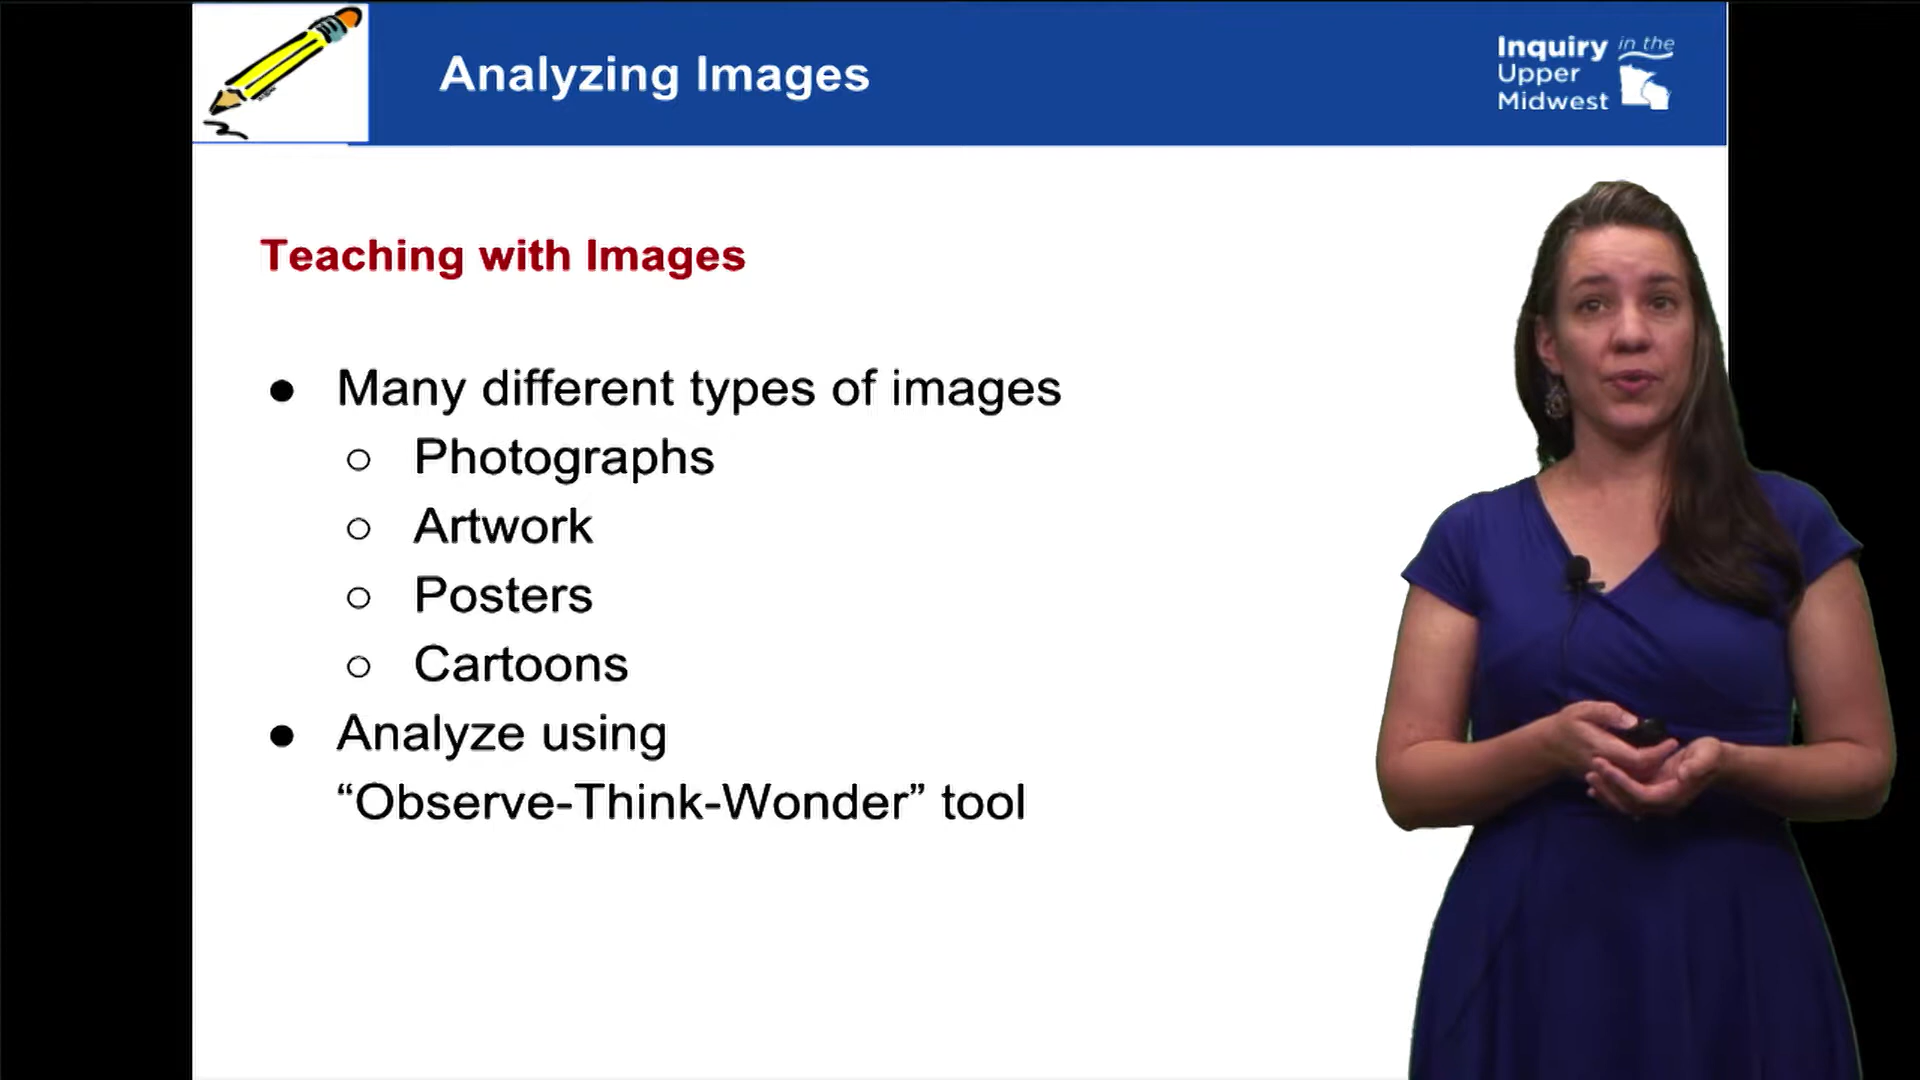 Analyzing Images
Inquiry in the
Upper
Midwest
Teaching with Images
● Many different types of images
○ Photographs
○ Artwork
○ Posters
○ Cartoons
● Analyze using
“Observe-Think-Wonder” tool